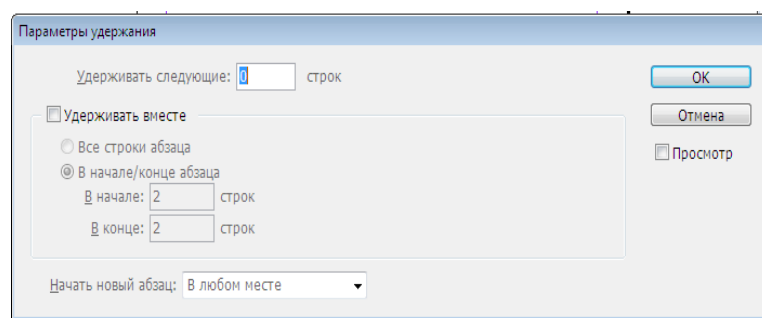 Параметры удержания
Удерживать следующие: 0 строк
OK
Удерживать вместе
Отмена
Все строки абзаца
Просмотр
В начале/конце абзаца
В начале: 2 строк
В конце: 2 строк
Начать новый абзац: В любом месте